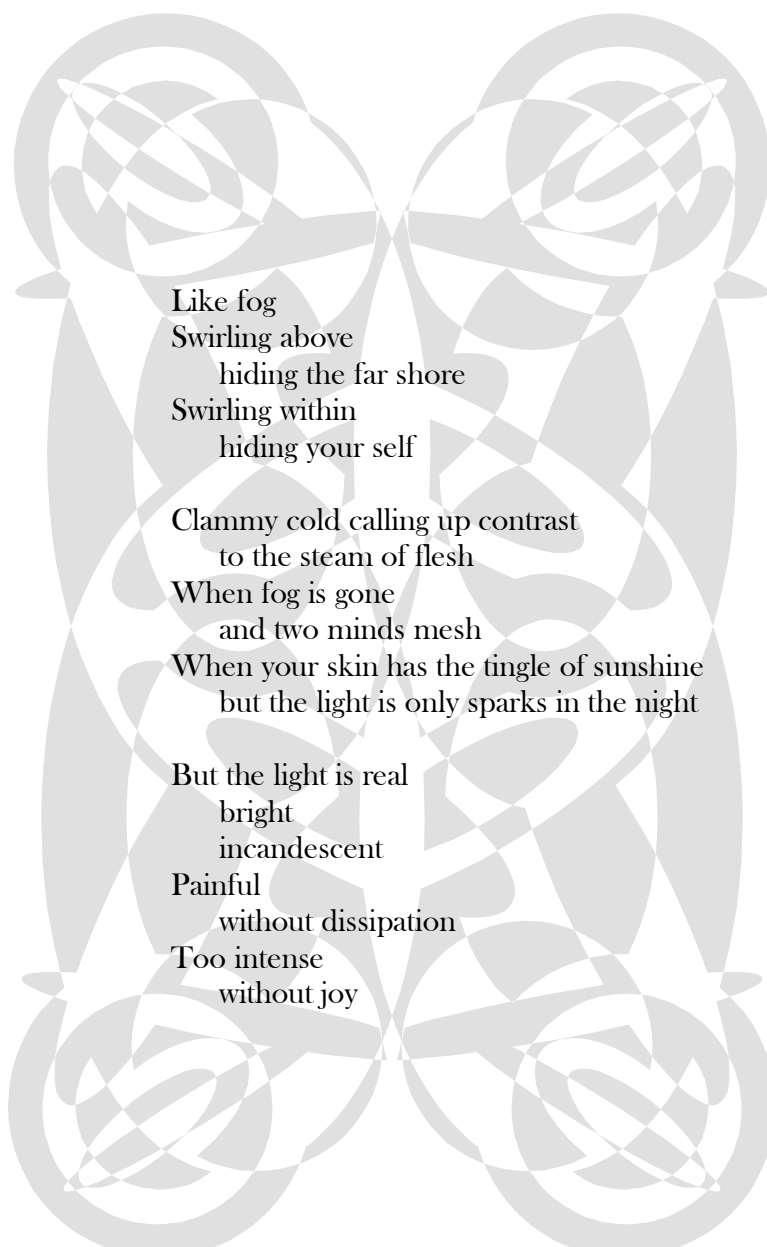 Like fog
Swirling above
hiding the far shore
Swirling within
hiding your self
Clammy cold calling up contrast
to the steam of flesh
When fog is gone
and two minds mesh
When your skin has the tingle of sunshine
but the light is only sparks in the night
But the light is real
bright
incandescent
Painful
without dissipation
Too intense
without joy